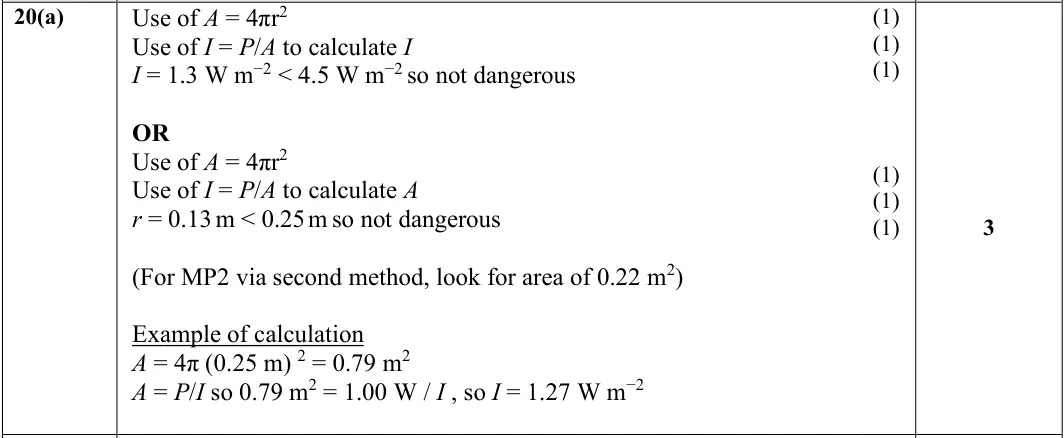 20(a)
Use of A = 4πr² (1)
Use of I = P/A to calculate I (1)
I = 1.3 W m⁻² < 4.5 W m⁻² so not dangerous (1)
OR
Use of A = 4πr² (1)
Use of I = P/A to calculate A (1)
r = 0.13 m < 0.25 m so not dangerous (1)
3
(For MP2 via second method, look for area of 0.22 m²)
Example of calculation
A = 4π (0.25 m) ² = 0.79 m²
A = P/I so 0.79 m² = 1.00 W / I , so I = 1.27 W m⁻²